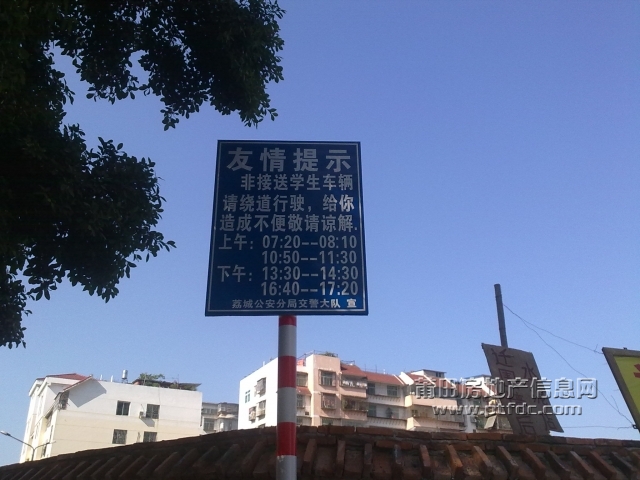 友情提示
非接送学生车辆
请绕道行驶，给你
造成不便敬请谅解.
上午：07:20--08:10
10:50--11:30
下午：13:30--14:30
16:40--17:20
荔城公安分局交警大队 宣
莆田房地产信息网
www.ptfdc.com